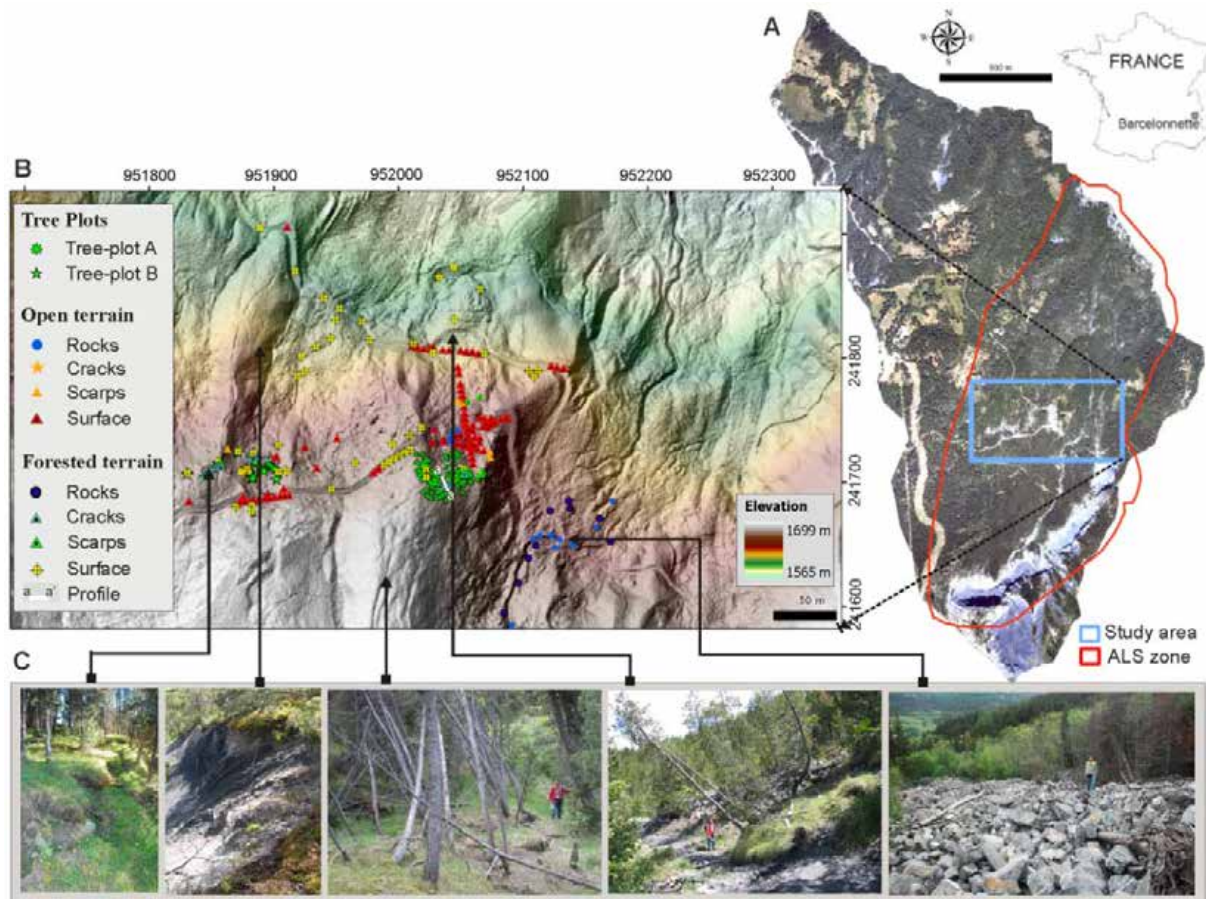 A
N
W
E
S
500 m
FRANCE
Barcelonnette
B
951800
951900
952000
952100
952200
952300
Tree Plots
Tree-plot A
Tree-plot B
Open terrain
Rocks
Cracks
Scarps
Surface
Forested terrain
Rocks
Cracks
Scarps
Surface
a a' Profile
241800
241700
241600
Elevation
1699 m
1565 m
50 m
Study area
ALS zone
C